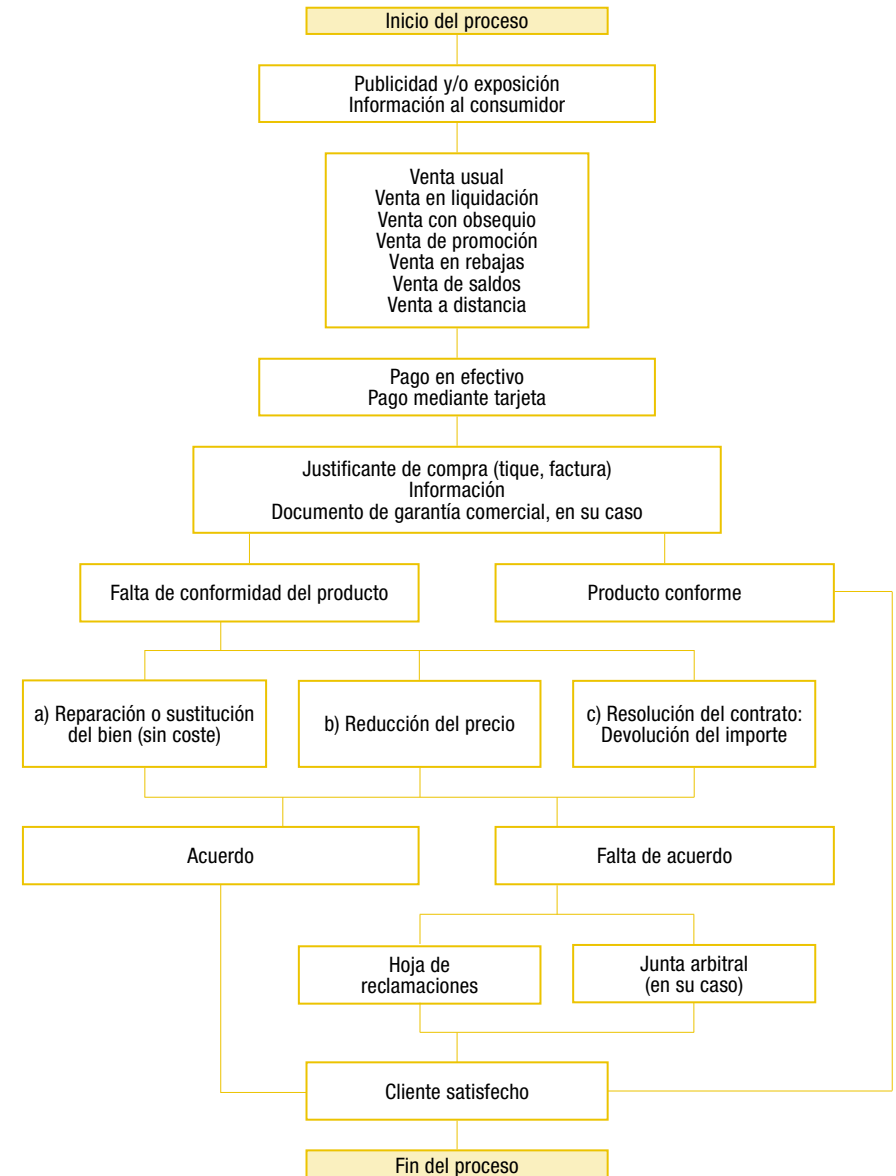 Inicio del proceso
Publicidad y/o exposición
Información al consumidor
Venta usual
Venta en liquidación
Venta con obsequio
Venta de promoción
Venta en rebajas
Venta de saldos
Venta a distancia
Pago en efectivo
Pago mediante tarjeta
Justificante de compra (tique, factura)
Información
Documento de garantía comercial, en su caso
Falta de conformidad del producto
Producto conforme
a) Reparación o sustitución
del bien (sin coste)
b) Reducción del precio
c) Resolución del contrato:
Devolución del importe
Acuerdo
Falta de acuerdo
Hoja de
reclamaciones
Junta arbitral
(en su caso)
Cliente satisfecho
Fin del proceso